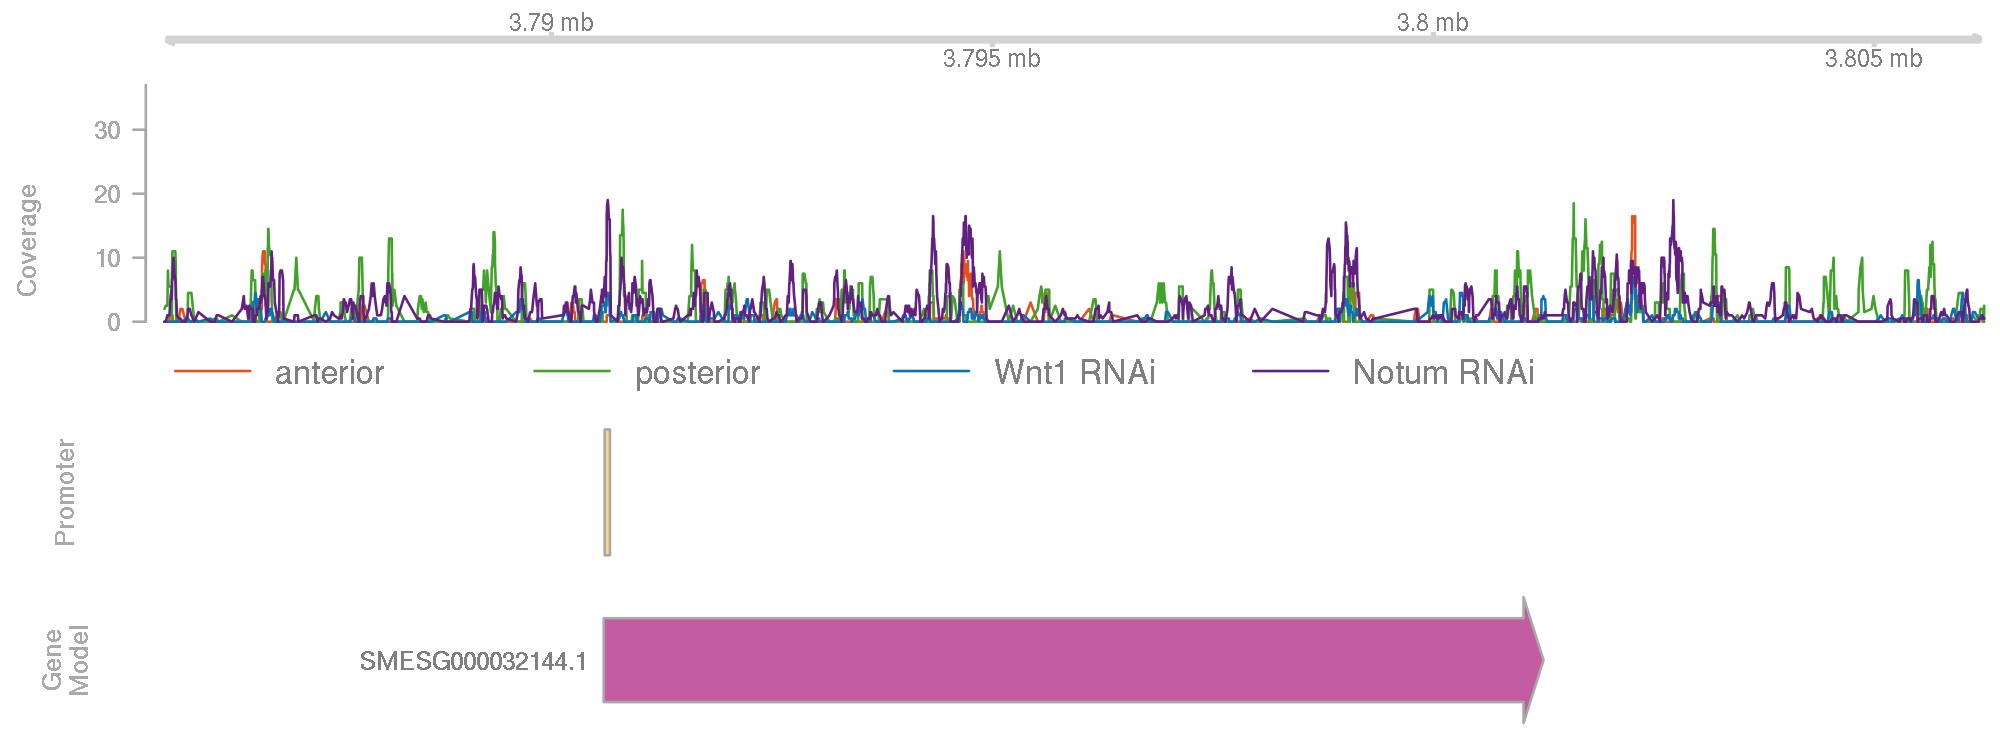 3.79 mb
3.8 mb
3.795 mb
3.805 mb
Coverage
30
20
10
0
anterior
posterior
Wnt1 RNAi
Notum RNAi
Promoter
Gene
Model
SMESG000032144.1